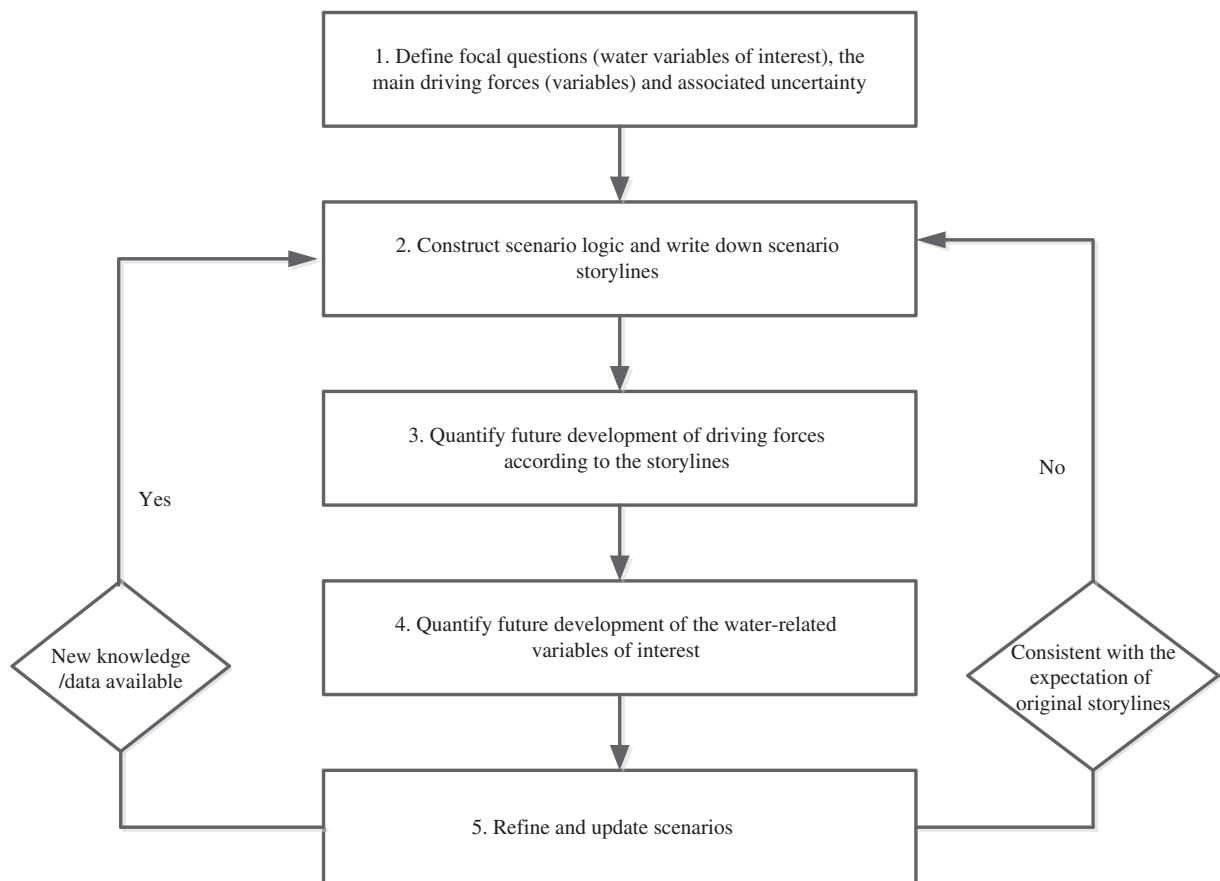 1. Define focal questions (water variables of interest), the
main driving forces (variables) and associated uncertainty
2. Construct scenario logic and write down scenario
storylines
3. Quantify future development of driving forces
according to the storylines
No
Yes
4. Quantify future development of the water-related
variables of interest
New knowledge
/data available
Consistent with the
expectation of
original storylines
5. Refine and update scenarios